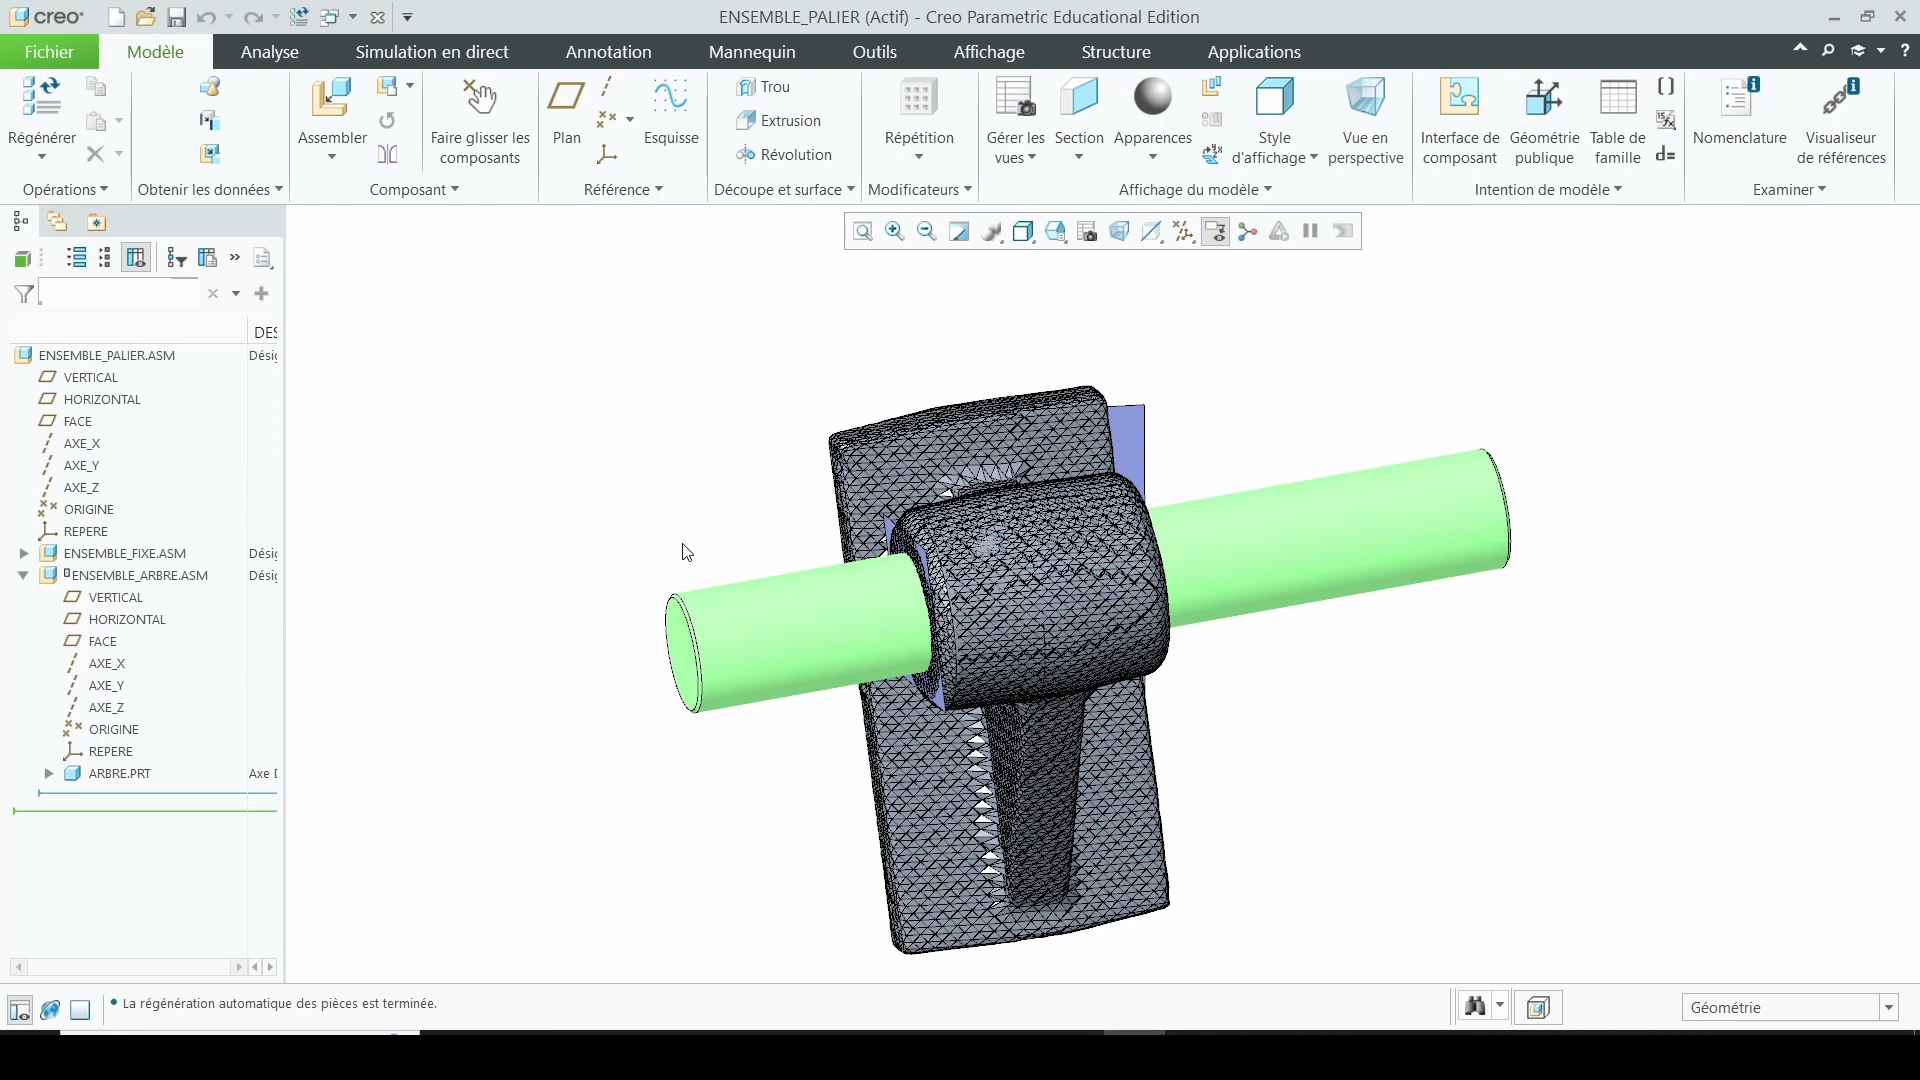 creo
ENSEMBLE_PALIER (Actif) - Creo Parametric Educational Edition
Fichier
Modèle
Analyse
Simulation en direct
Annotation
Mannequin
Outils
Affichage
Structure
Applications
Régénérer
Assembler
Faire glisser les
composants
Plan
Esquisse
Trou
Extrusion
Révolution
Répétition
Gérer les
vues
Section
Apparences
Style
d'affichage
Vue en
perspective
Interface de
composant
Géométrie
publique
Table de
famille
Nomenclature
Visualiseur
de références
Opérations
Obtenir les données
Composant
Référence
Découpe et surface
Modificateurs
Affichage du modèle
Intention de modèle
Examiner
DES
ENSEMBLE_PALIER.ASM Désig
VERTICAL
HORIZONTAL
FACE
AXE_X
AXE_Y
AXE_Z
ORIGINE
REPERE
ENSEMBLE_FIXE.ASM Désig
ENSEMBLE_ARBRE.ASM Désig
VERTICAL
HORIZONTAL
FACE
AXE_X
AXE_Y
AXE_Z
ORIGINE
REPERE
ARBRE.PRT Axe D
La régénération automatique des pièces est terminée.
Géométrie